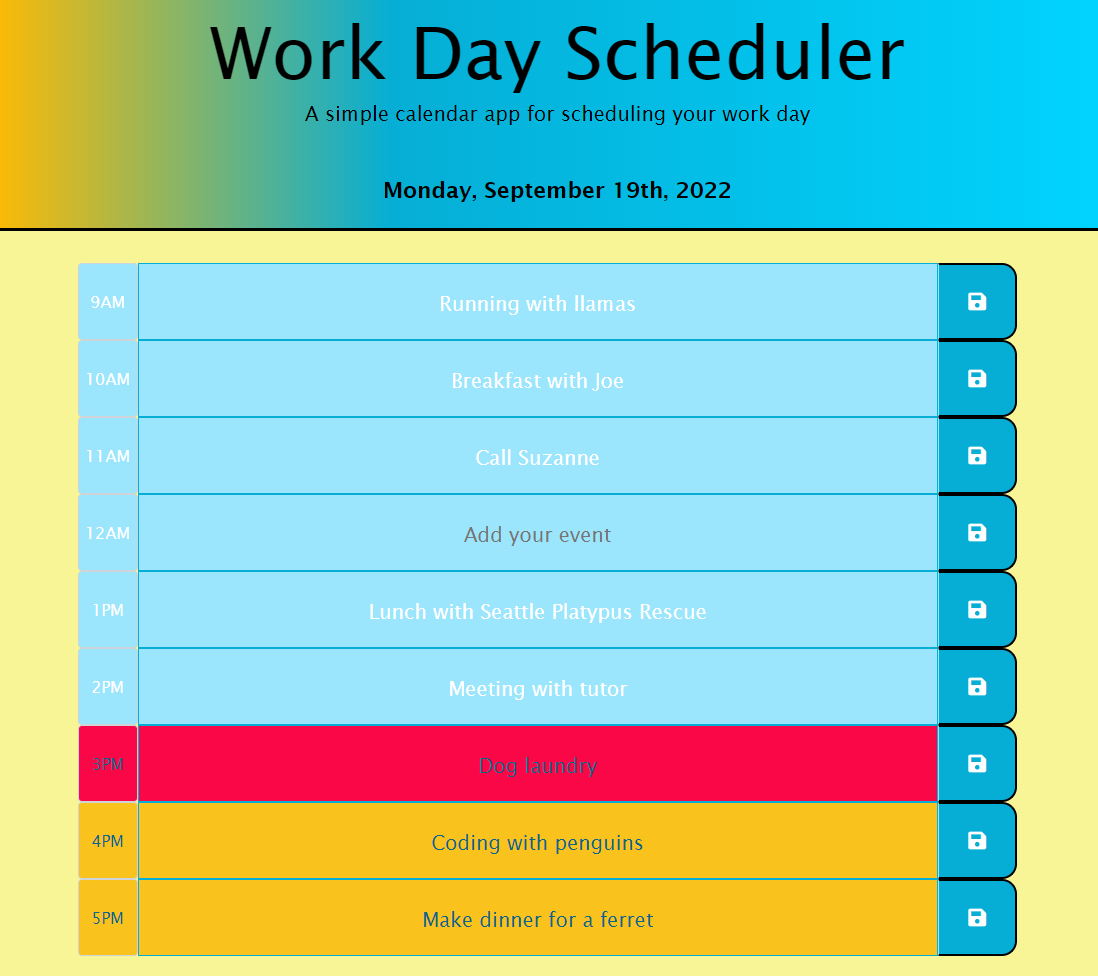 Work Day Scheduler
A simple calendar app for scheduling your work day
Monday, September 19th, 2022
9AM Running with llamas
10AM Breakfast with Joe
11AM Call Suzanne
12AM Add your event
1PM Lunch with Seattle Platypus Rescue
2PM Meeting with tutor
3PM Dog laundry
4PM Coding with penguins
5PM Make dinner for a ferret